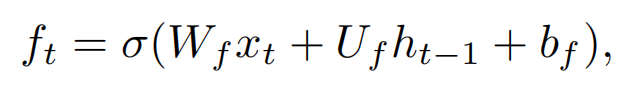 f_t = σ(W_f x_t + U_f h_{t−1} + b_f),